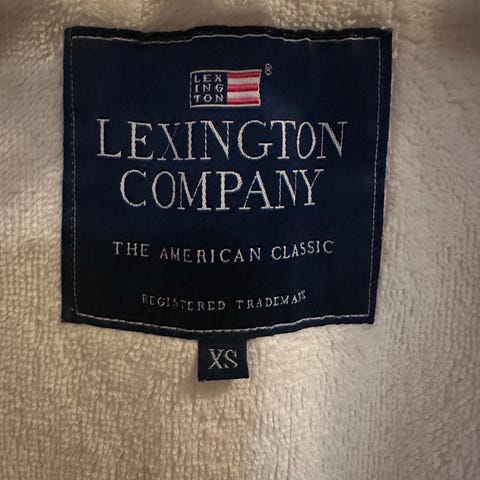 LEX
ING
TON
®
LEXINGTON
COMPANY
THE AMERICAN CLASSIC
REGISTERED TRADEMARK
XS